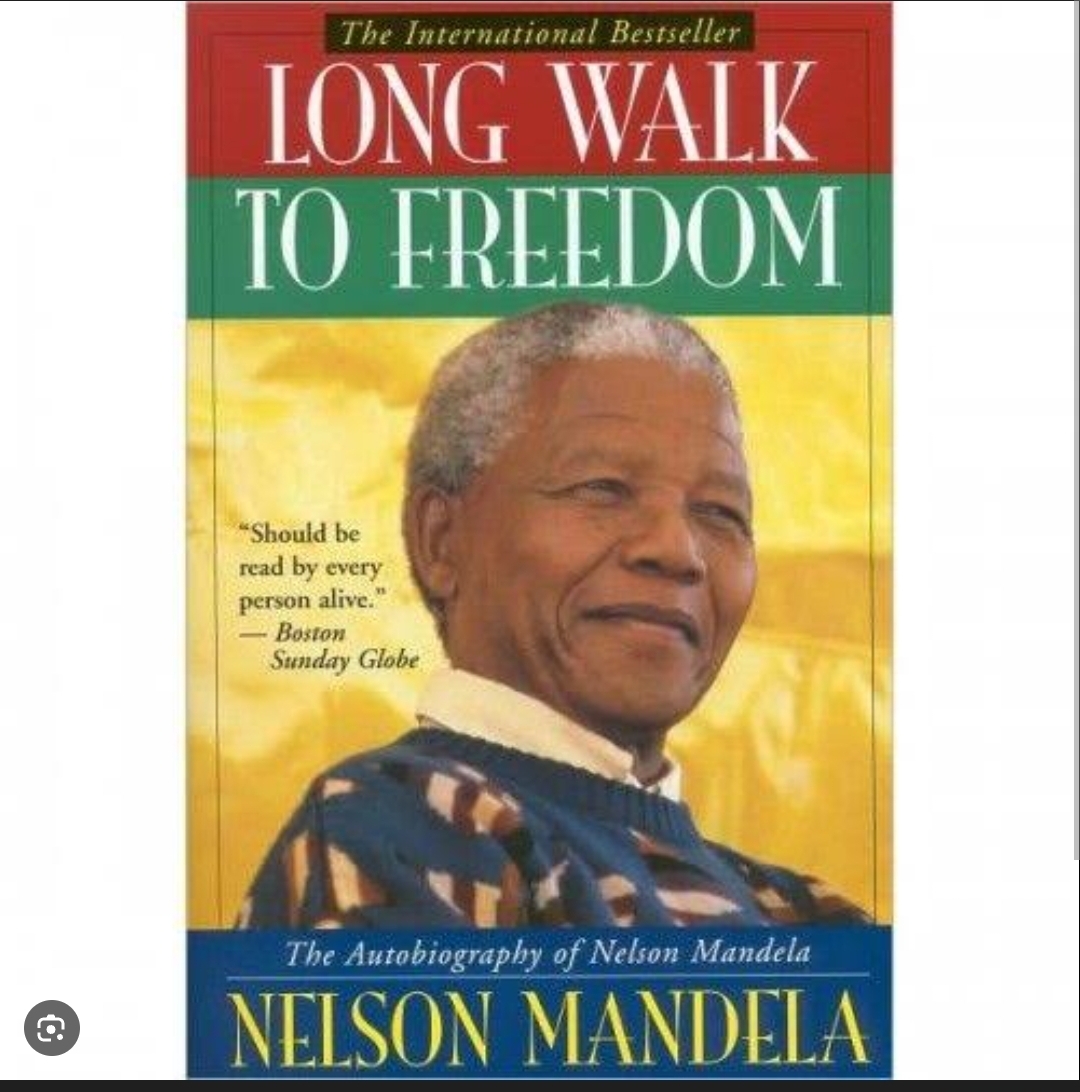 The International Bestseller
LONG WALK
TO FREEDOM
“Should be
read by every
person alive.”
— Boston
Sunday Globe
The Autobiography of Nelson Mandela
NELSON MANDELA